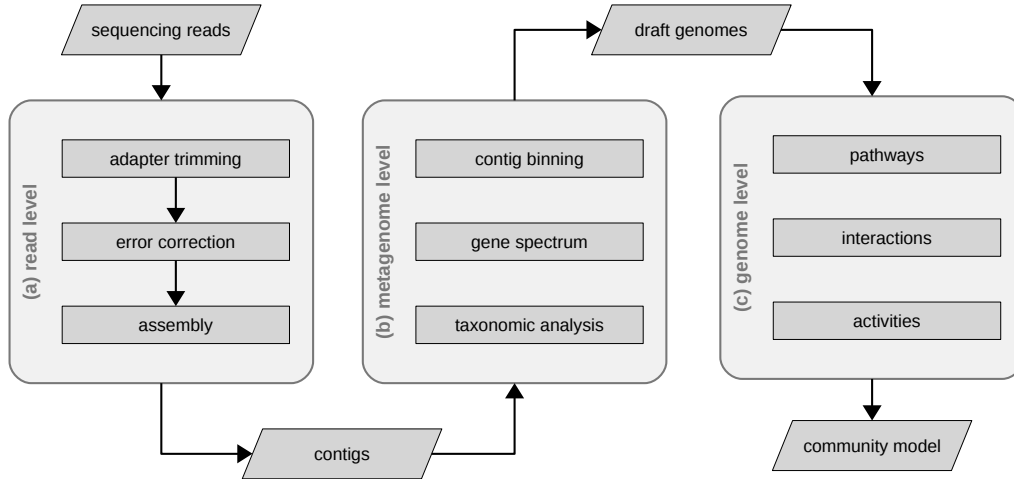 sequencing reads
(a) read level
adapter trimming
error correction
assembly
contigs
(b) metagenome level
contig binning
gene spectrum
taxonomic analysis
draft genomes
(c) genome level
pathways
interactions
activities
community model